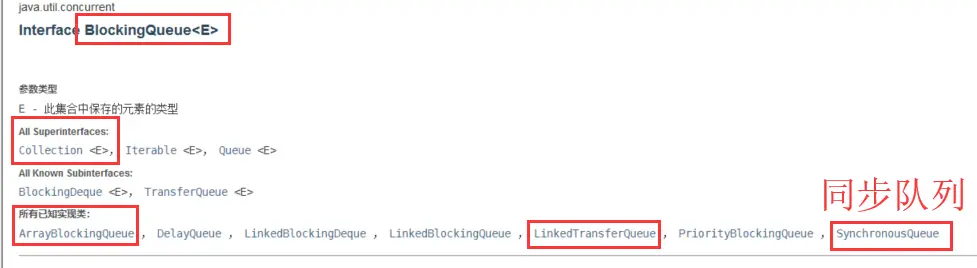 java.util.concurrent
Interface BlockingQueue<E>
参数类型
E - 此集合中保存的元素的类型
All Superinterfaces:
Collection <E>, Iterable <E>, Queue <E>
All Known Subinterfaces:
BlockingDeque <E>, TransferQueue <E>
同步队列
所有已知实现类:
ArrayBlockingQueue , DelayQueue , LinkedBlockingDeque , LinkedBlockingQueue , LinkedTransferQueue , PriorityBlockingQueue , SynchronousQueue